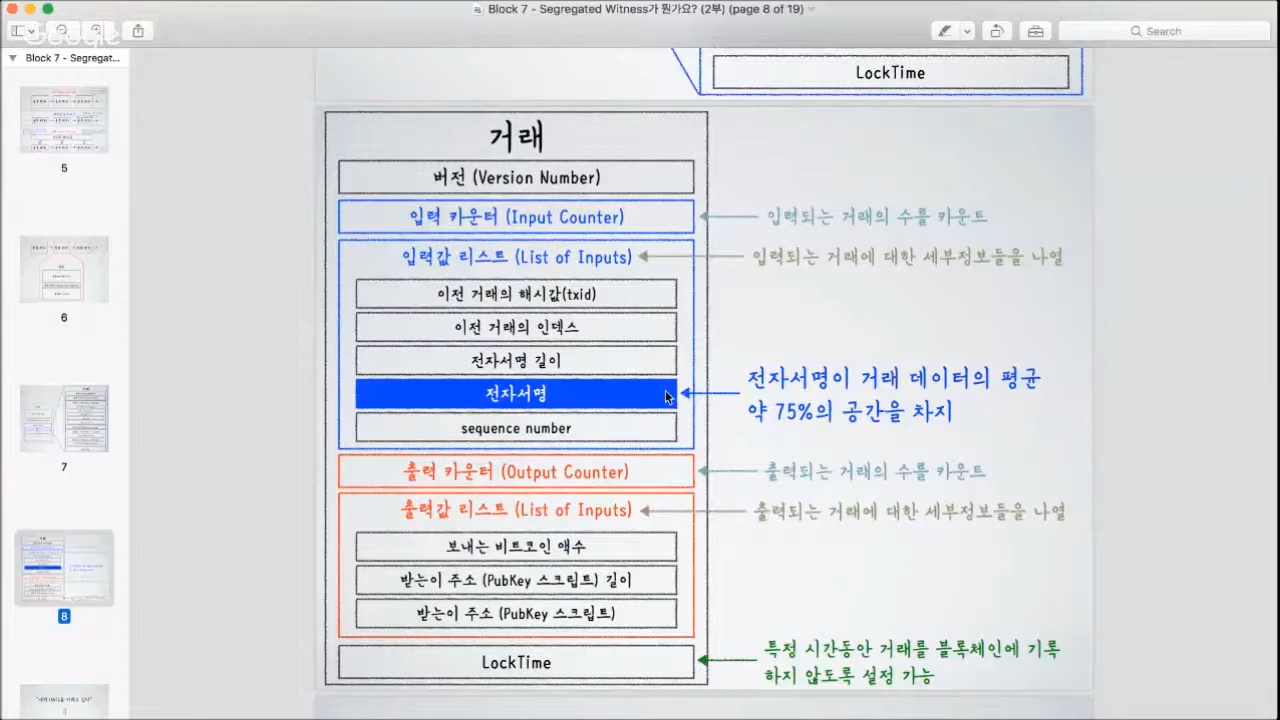 Block 7 - Segregated Witness가 뭔가요? (2부) (page 8 of 19)
Google
Search
Block 7 - Segregat...
5
6
7
8
LockTime
거래
버전 (Version Number)
입력 카운터 (Input Counter)
입력되는 거래의 수를 카운트
입력값 리스트 (List of Inputs)
입력되는 거래에 대한 세부정보들을 나열
이전 거래의 해시값(txid)
이전 거래의 인덱스
전자서명 길이
전자서명
전자서명이 거래 데이터의 평균
약 75%의 공간을 차지
sequence number
출력 카운터 (Output Counter)
출력되는 거래의 수를 카운트
출력값 리스트 (List of Inputs)
출력되는 거래에 대한 세부정보들을 나열
보내는 비트코인 액수
받는이 주소 (PubKey 스크립트) 길이
받는이 주소 (PubKey 스크립트)
LockTime
특정 시간동안 거래를 블록체인에 기록
하지 않도록 설정 가능